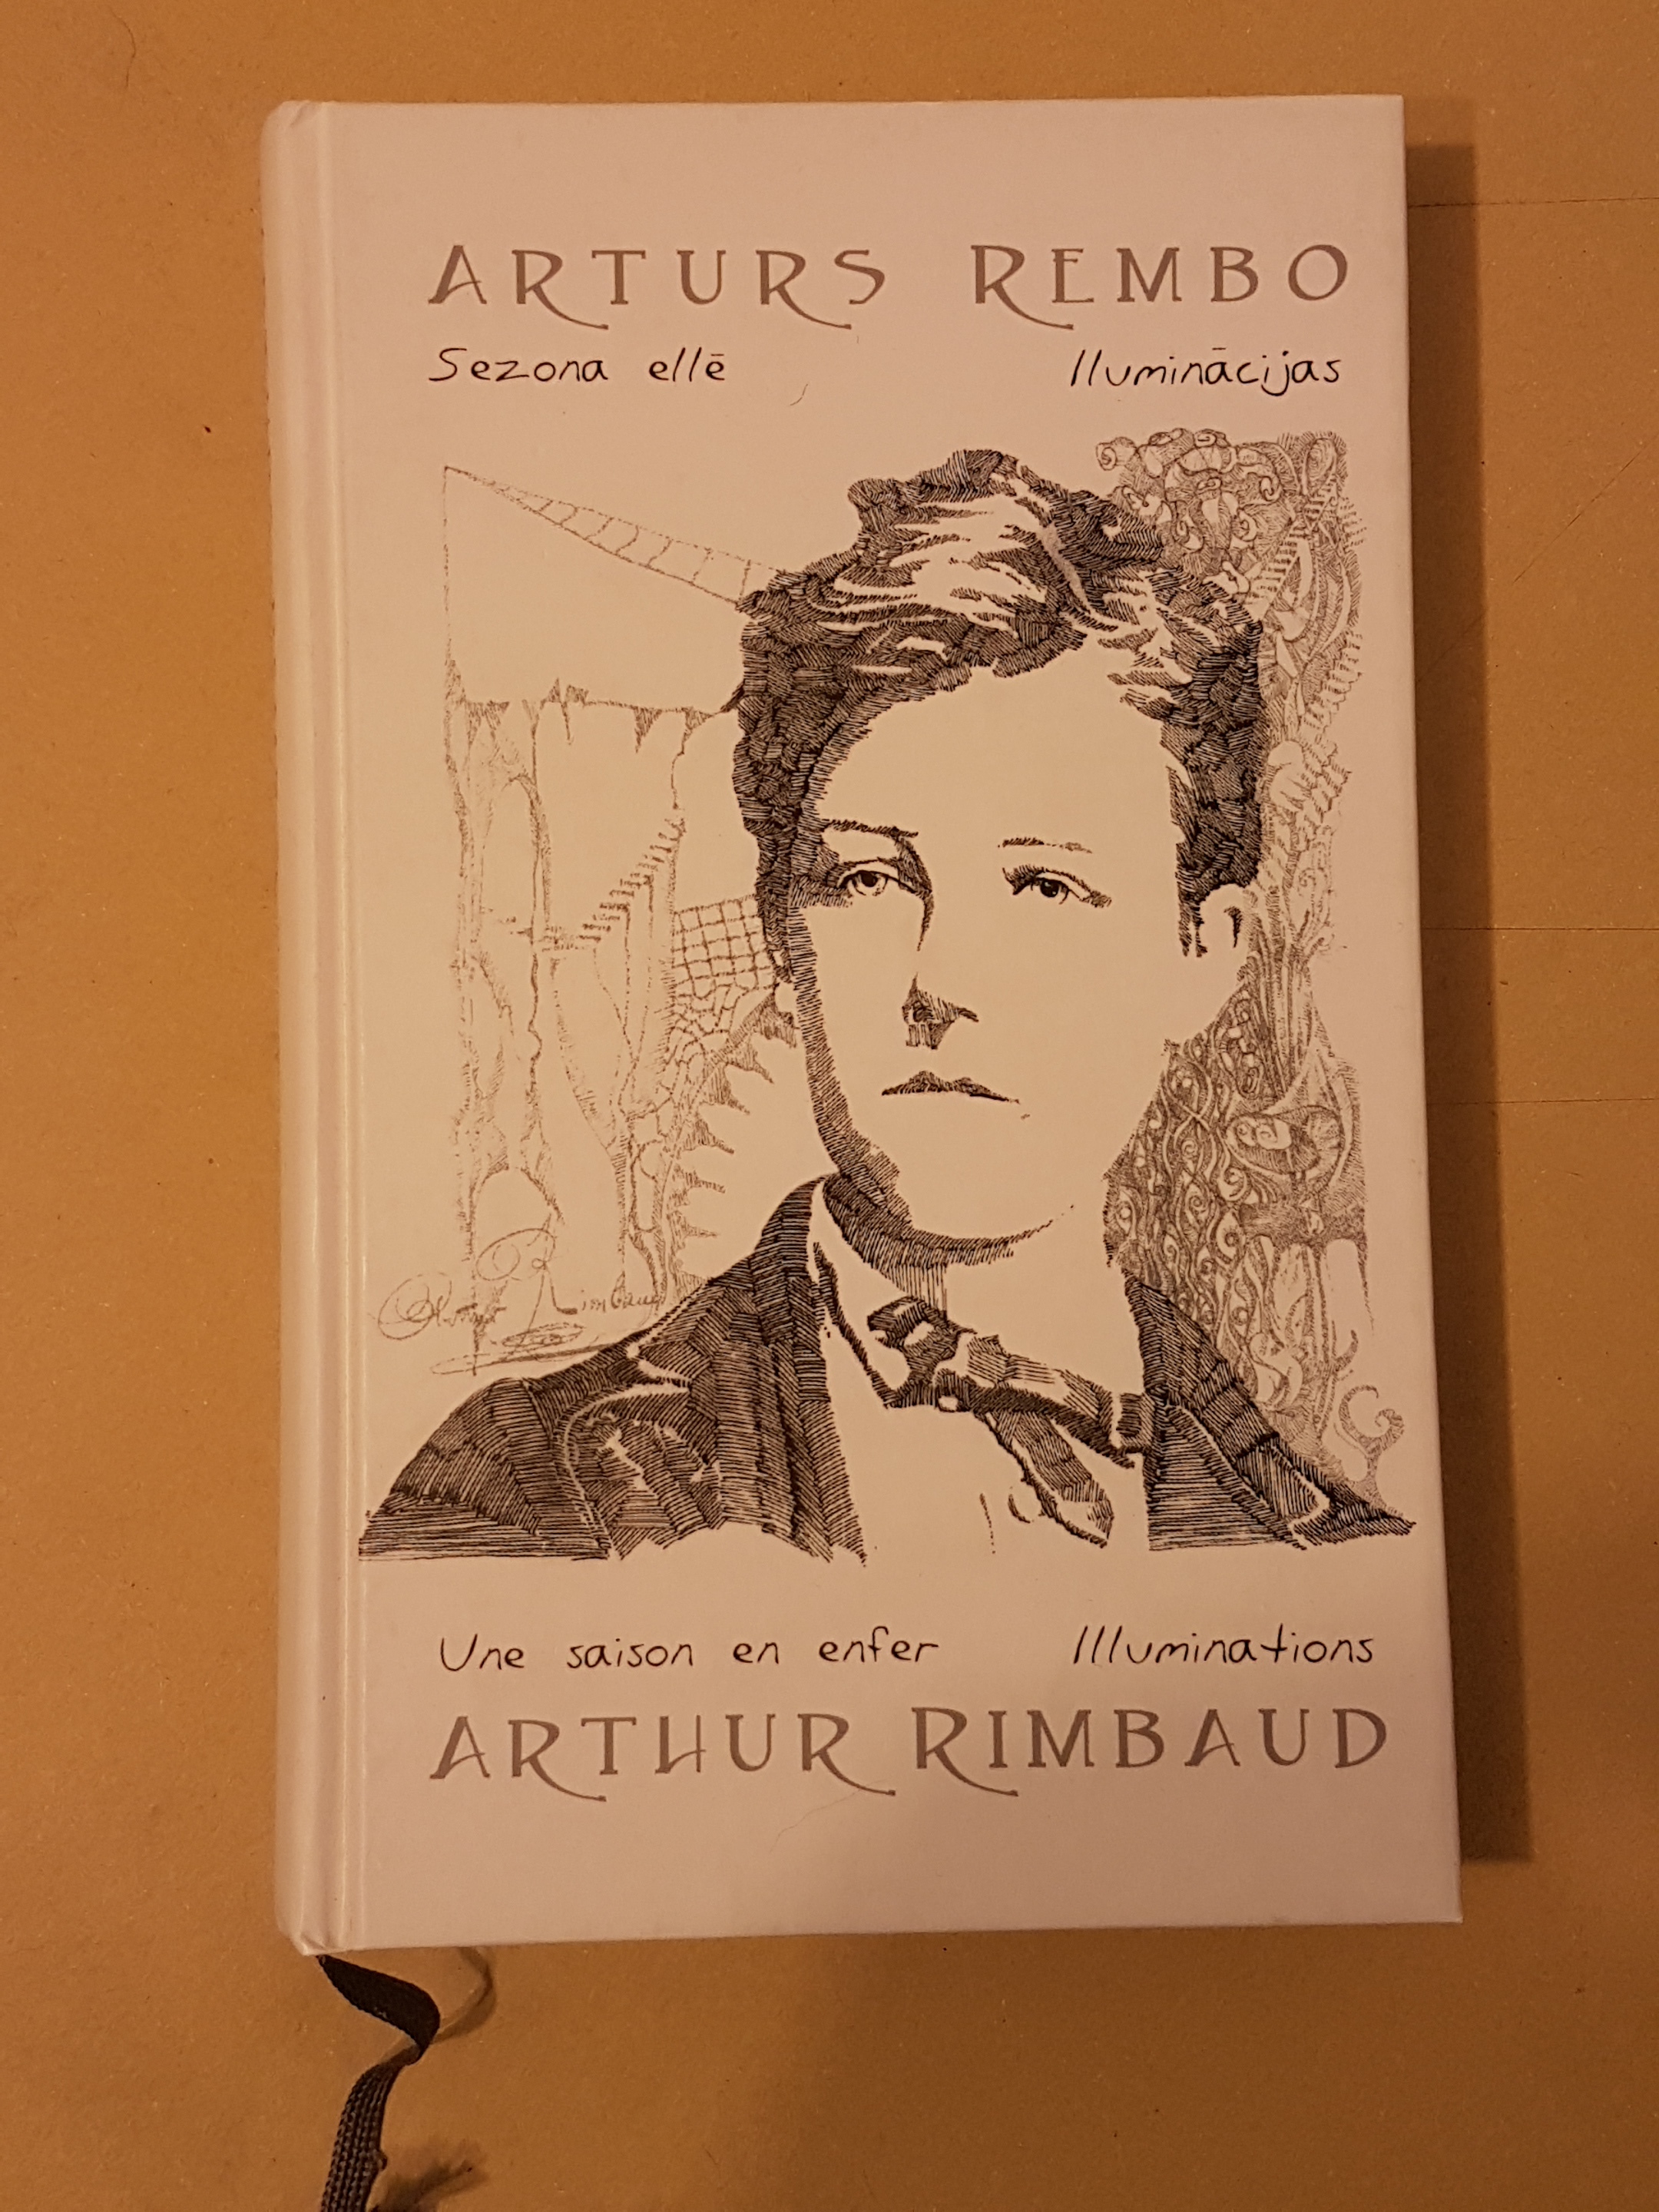 ARTURS REMBO
Sezona ellē Iluminācijas
Une saison en enfer Illuminations
ARTHUR RIMBAUD